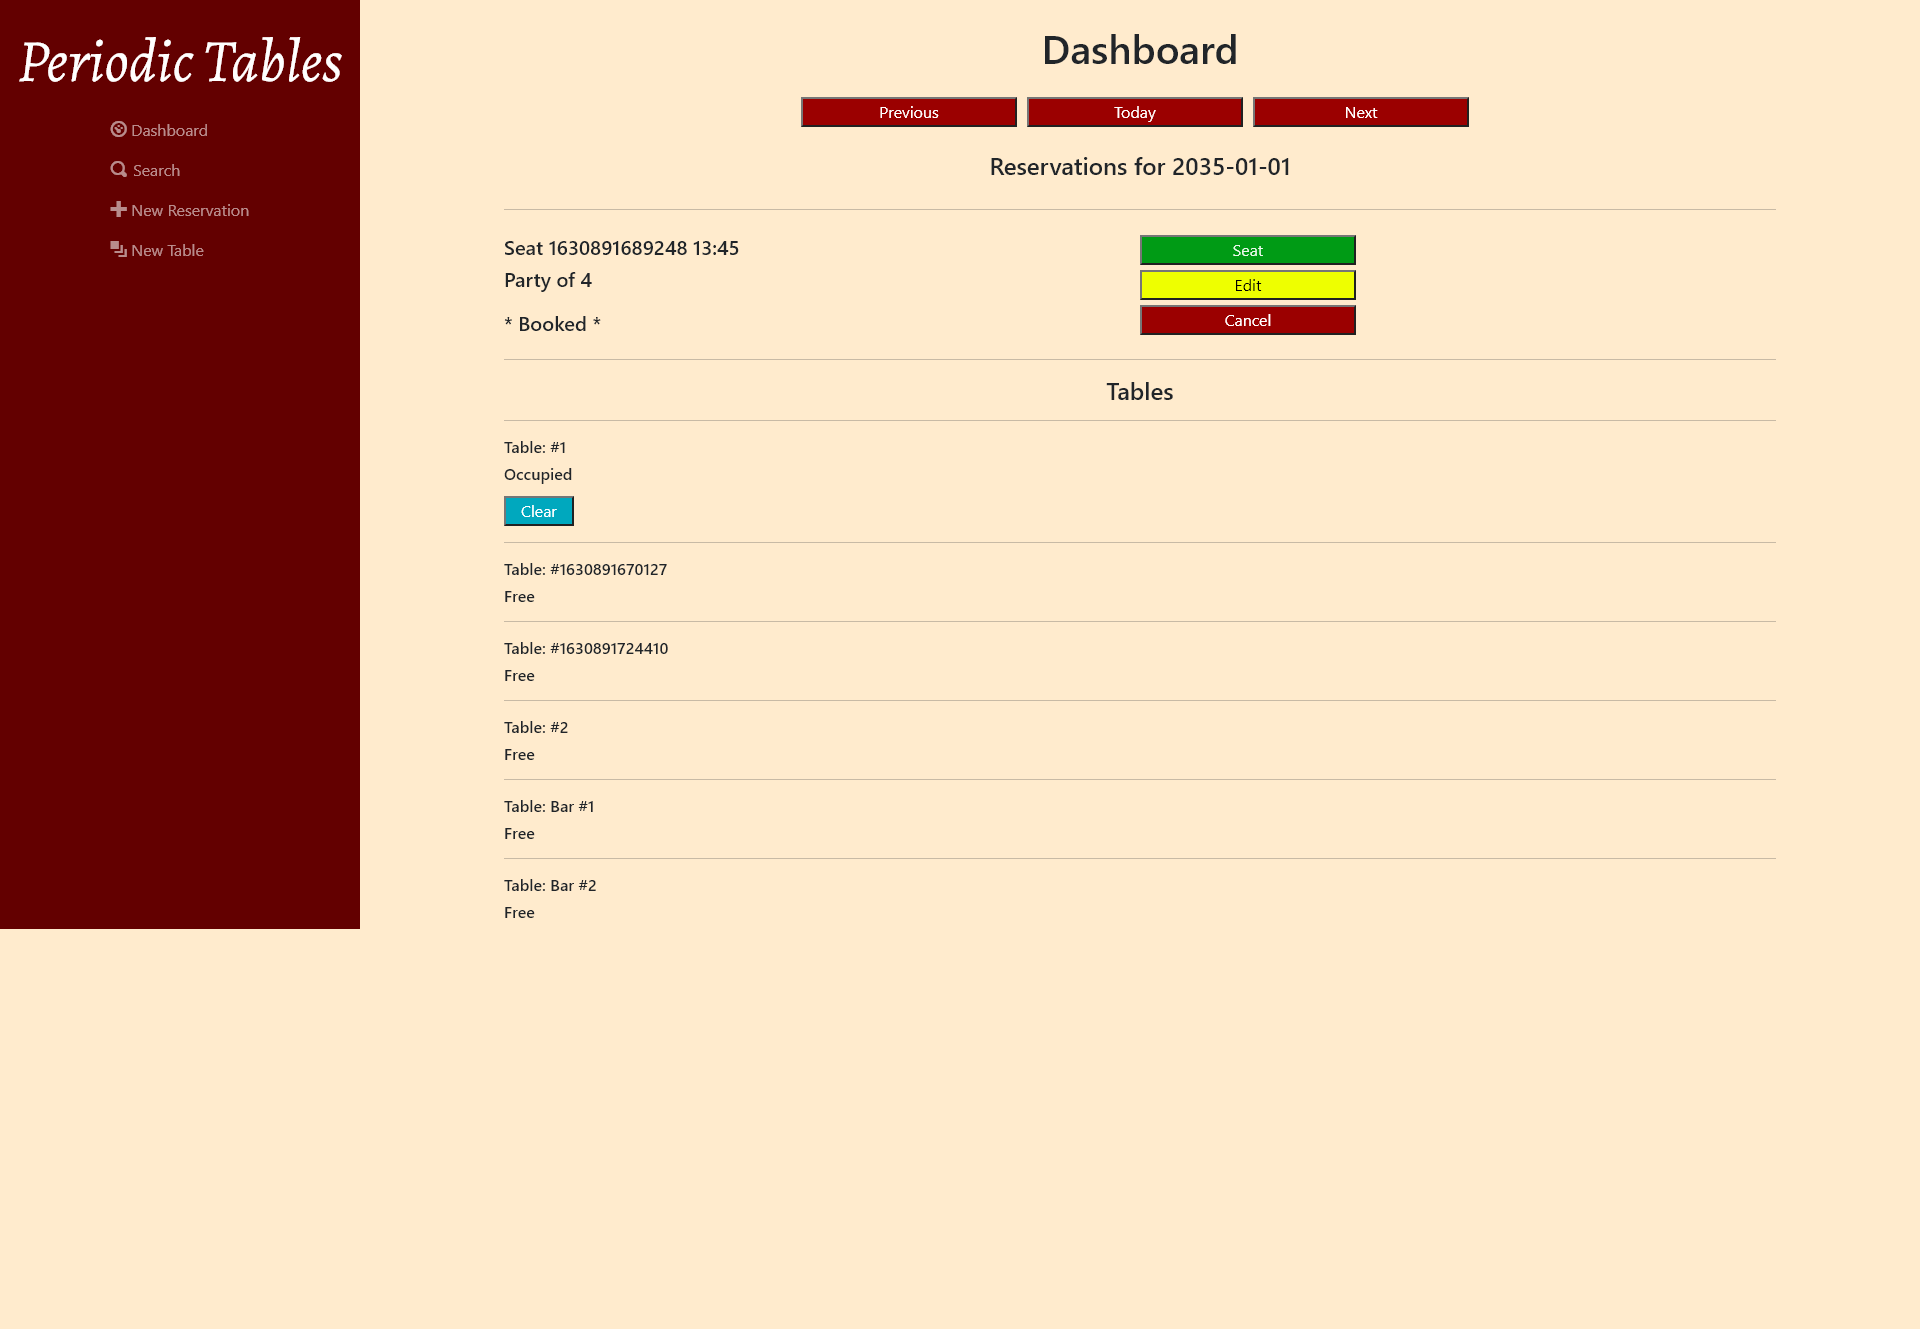 Periodic Tables
Dashboard
Search
New Reservation
New Table
Dashboard
Previous Today Next
Reservations for 2035-01-01
Seat 1630891689248 13:45
Party of 4
* Booked *
Seat
Edit
Cancel
Tables
Table: #1
Occupied
Clear
Table: #1630891670127
Free
Table: #1630891724410
Free
Table: #2
Free
Table: Bar #1
Free
Table: Bar #2
Free